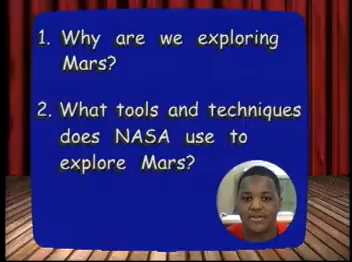 1. Why are we exploring
Mars?
2. What tools and techniques
does NASA use to
explore Mars?